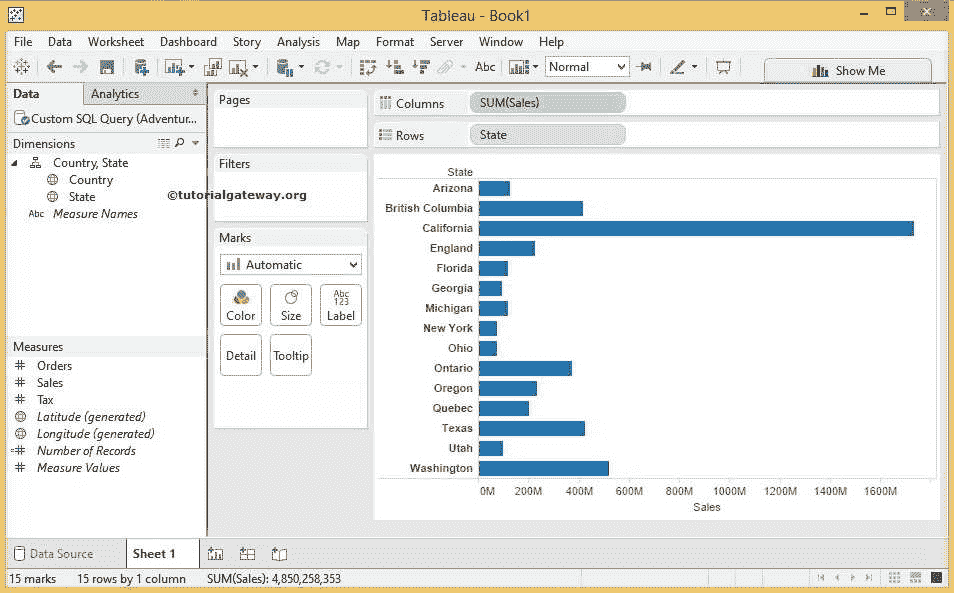 Tableau - Book1
File Data Worksheet Dashboard Story Analysis Map Format Server Window Help
Abc Normal Show Me
Data Analytics
Custom SQL Query (Adventur...
Dimensions
Country, State
Country
State
Abc Measure Names
Measures
Orders
Sales
Tax
Latitude (generated)
Longitude (generated)
Number of Records
Measure Values
Pages
Filters
©tutorialgateway.org
Marks
Automatic
Color Size Abc 123 Label
Detail Tooltip
Columns SUM(Sales)
Rows State
State
Arizona
British Columbia
California
England
Florida
Georgia
Michigan
New York
Ohio
Ontario
Oregon
Quebec
Texas
Utah
Washington
0M 200M 400M 600M 800M 1000M 1200M 1400M 1600M
Sales
Data Source Sheet 1
15 marks 15 rows by 1 column SUM(Sales): 4,850,258,353